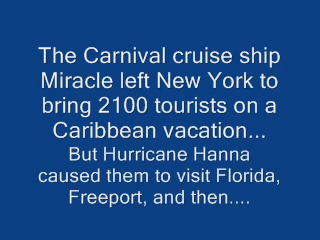 The Carnival cruise ship
Miracle left New York to
bring 2100 tourists on a
Caribbean vacation...
But Hurricane Hanna
caused them to visit Florida,
Freeport, and then....